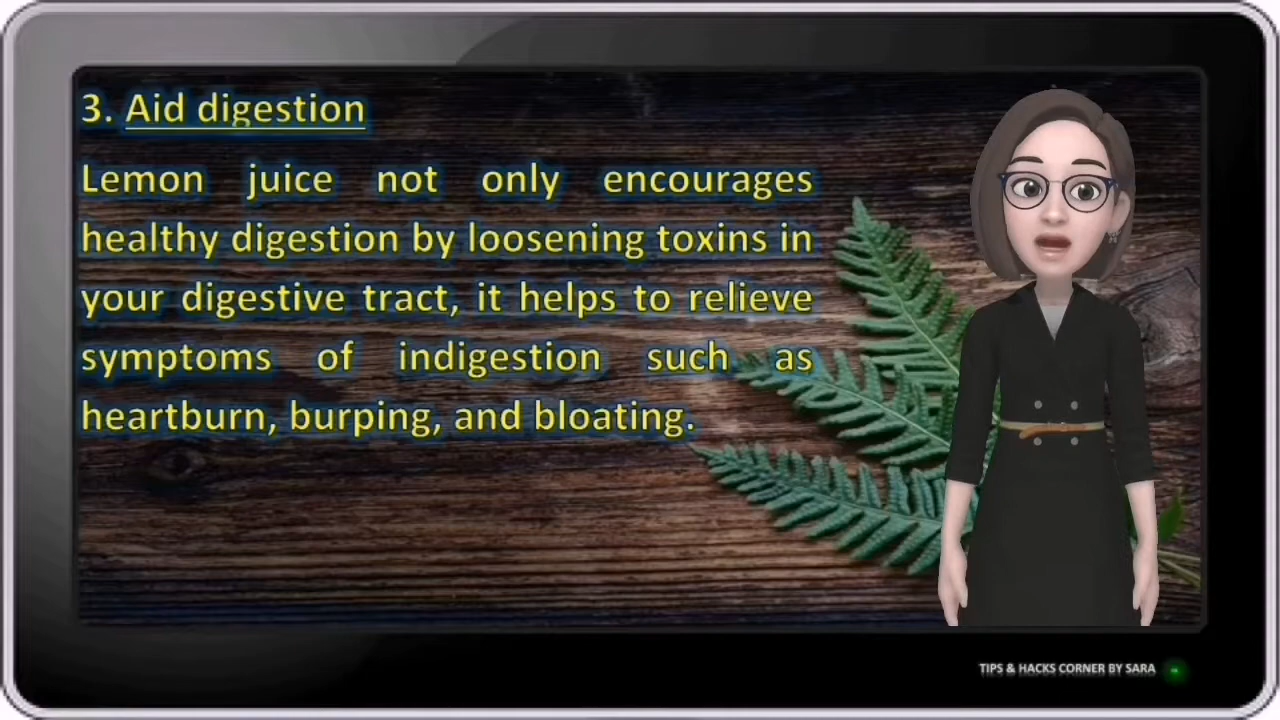 3. Aid digestion
Lemon juice not only encourages
healthy digestion by loosening toxins in
your digestive tract, it helps to relieve
symptoms of indigestion such as
heartburn, burping, and bloating.
TIPS & HACKS CORNER BY SARA